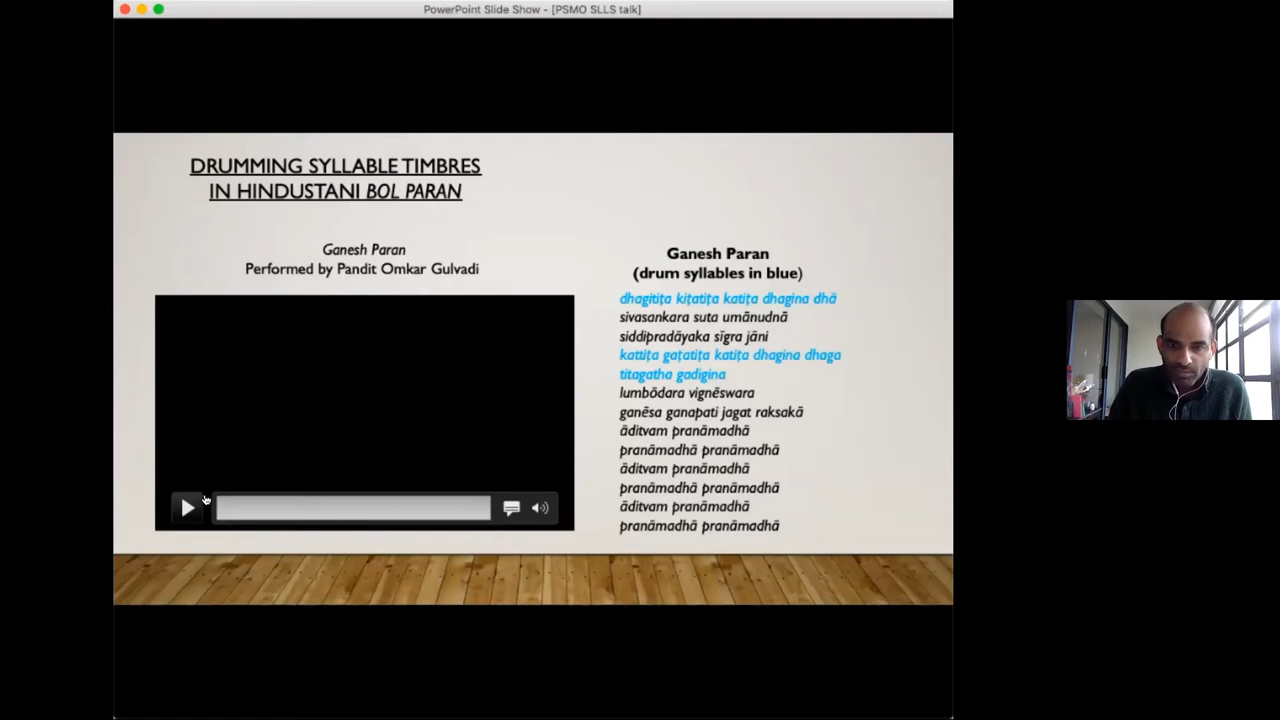 PowerPoint Slide Show - [PSMO SLLS talk]
DRUMMING SYLLABLE TIMBRES
IN HINDUSTANI BOL PARAN
Ganesh Paran
Performed by Pandit Omkar Gulvadi
Ganesh Paran
(drum syllables in blue)
dhagitiṭa kiṭatiṭa katiṭa dhagina dhā
sivasankara suta umānudnā
siddipradāyaka sīgra jāni
kattiṭa gaṭatiṭa katiṭa dhagina dhaga
titagatha gadigina
lumbōdara vignēswara
ganēsa ganapati jagat raksakā
āditvam pranāmadhā
pranāmadhā pranāmadhā
āditvam pranāmadhā
pranāmadhā pranāmadhā
āditvam pranāmadhā
pranāmadhā pranāmadhā